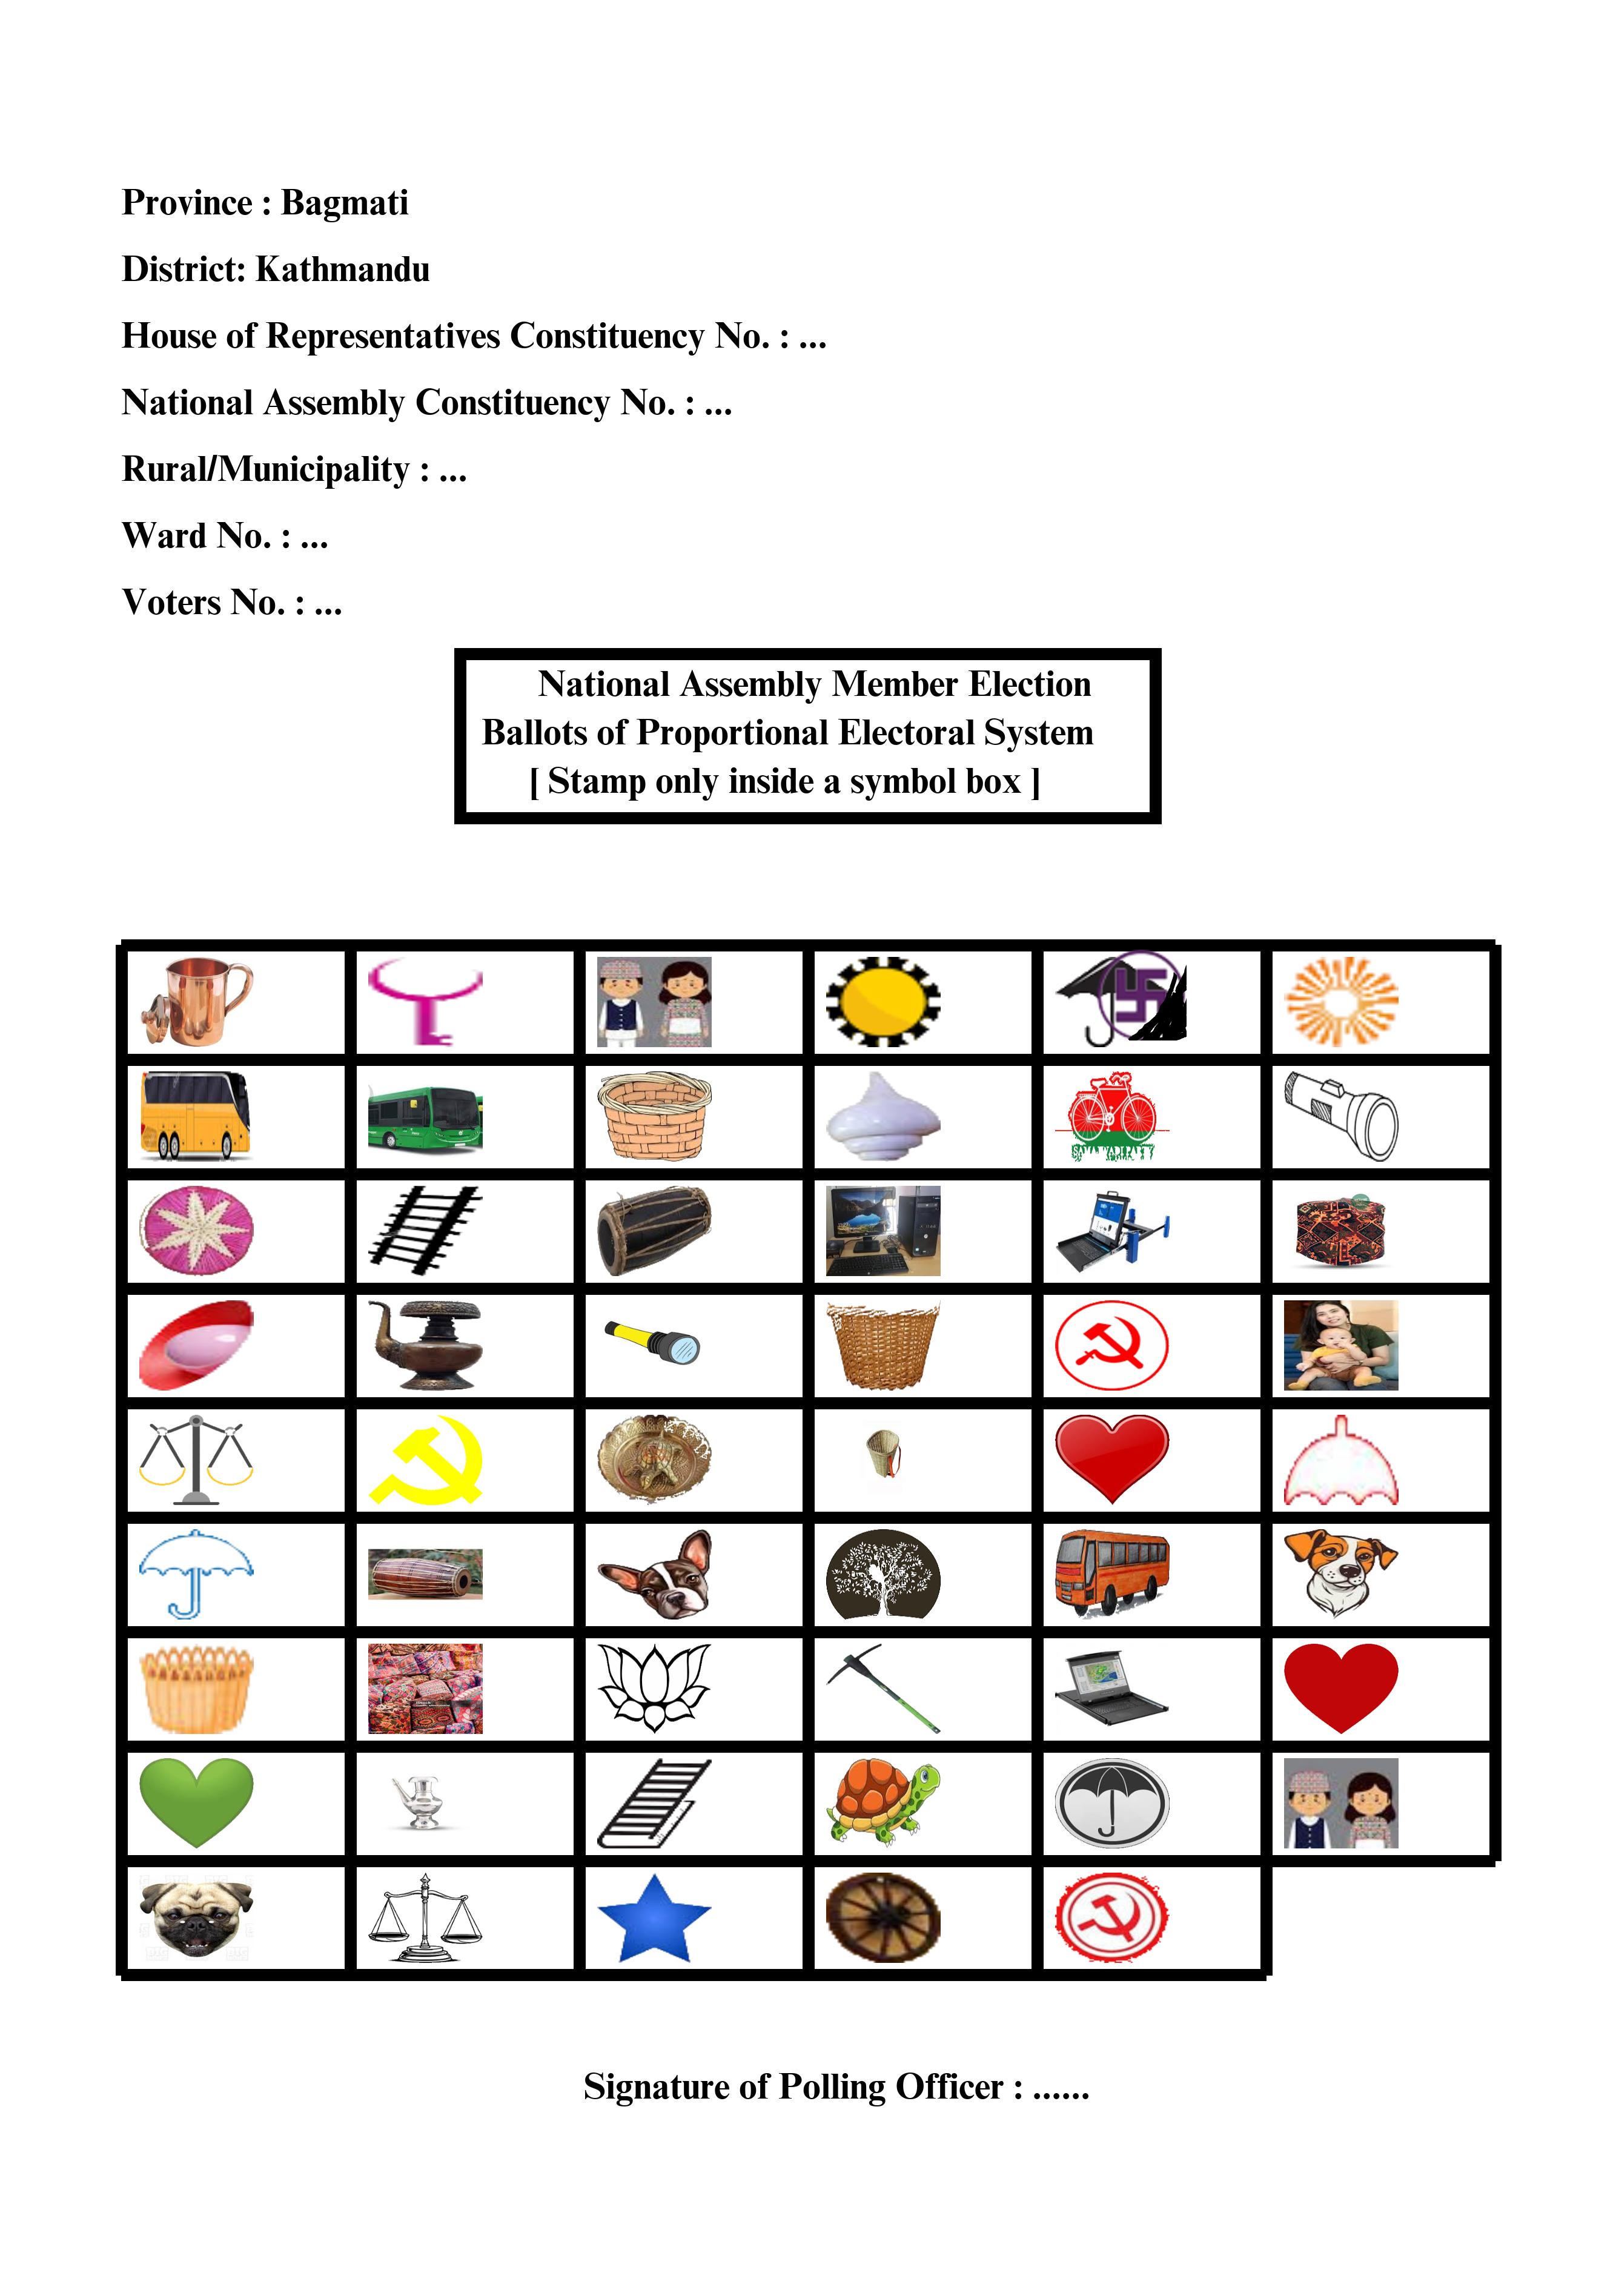 Province : Bagmati
District: Kathmandu
House of Representatives Constituency No. : ...
National Assembly Constituency No. : ...
Rural/Municipality : ...
Ward No. : ...
Voters No. : ...
National Assembly Member Election
Ballots of Proportional Electoral System
[ Stamp only inside a symbol box ]
Signature of Polling Officer : ......